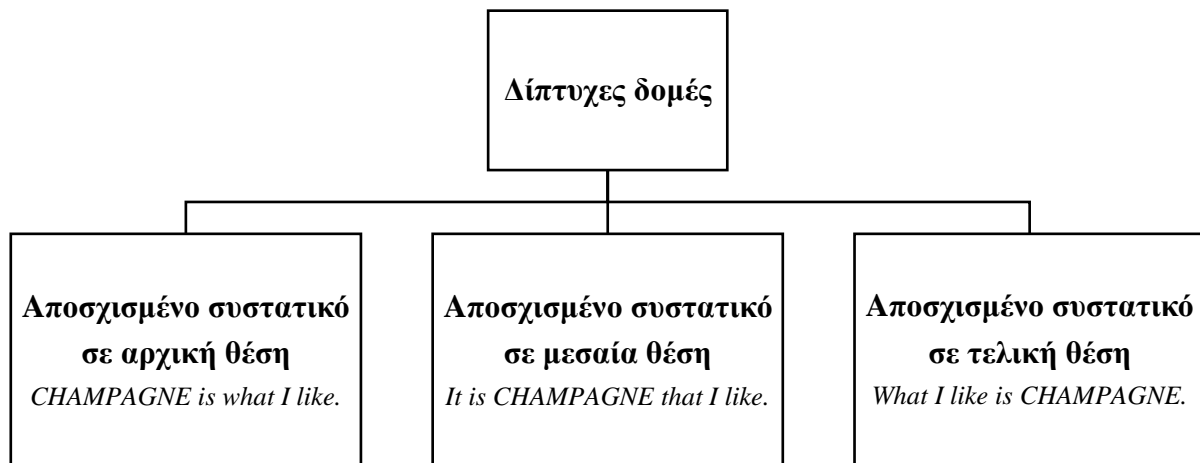 Δίπτυχες δομές
Αποσχισμένο συστατικό
σε αρχική θέση
CHAMPAGNE is what I like.
Αποσχισμένο συστατικό
σε μεσαία θέση
It is CHAMPAGNE that I like.
Αποσχισμένο συστατικό
σε τελική θέση
What I like is CHAMPAGNE.